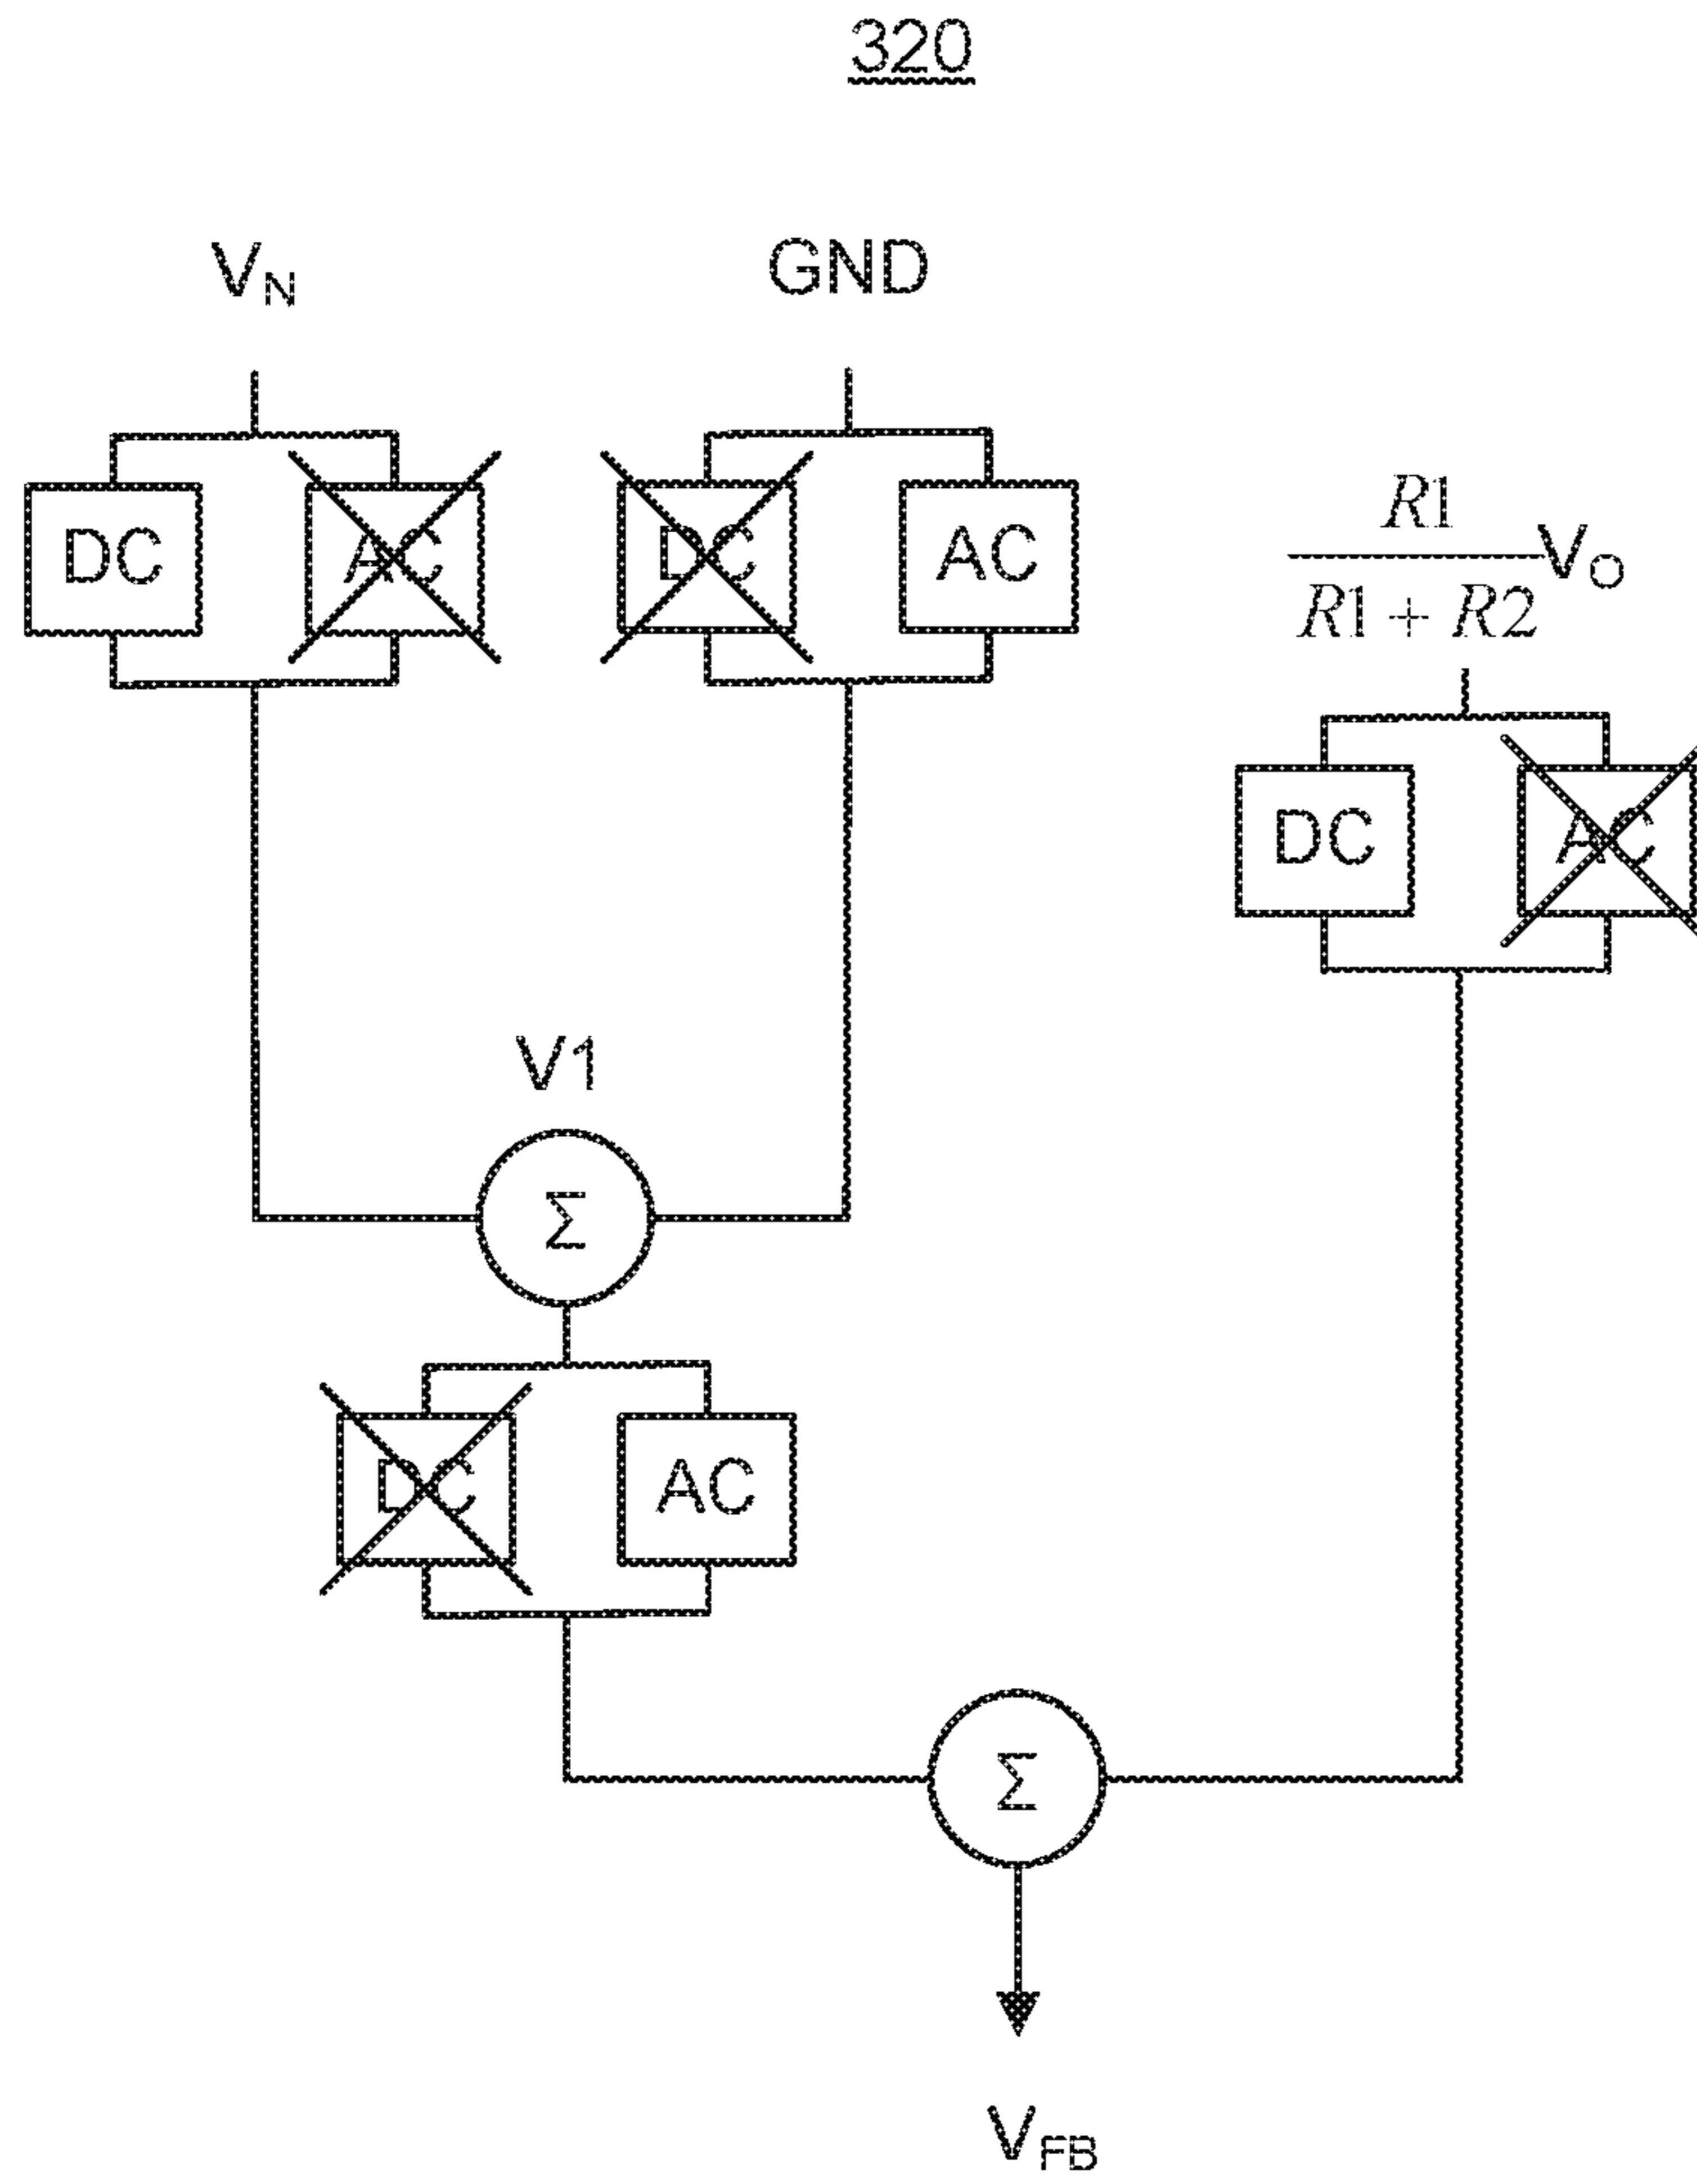 320
V_N GND
DC AC DC AC
R1
V_O
R1 + R2
DC AC
V1
Σ
DC AC
Σ
V_FB